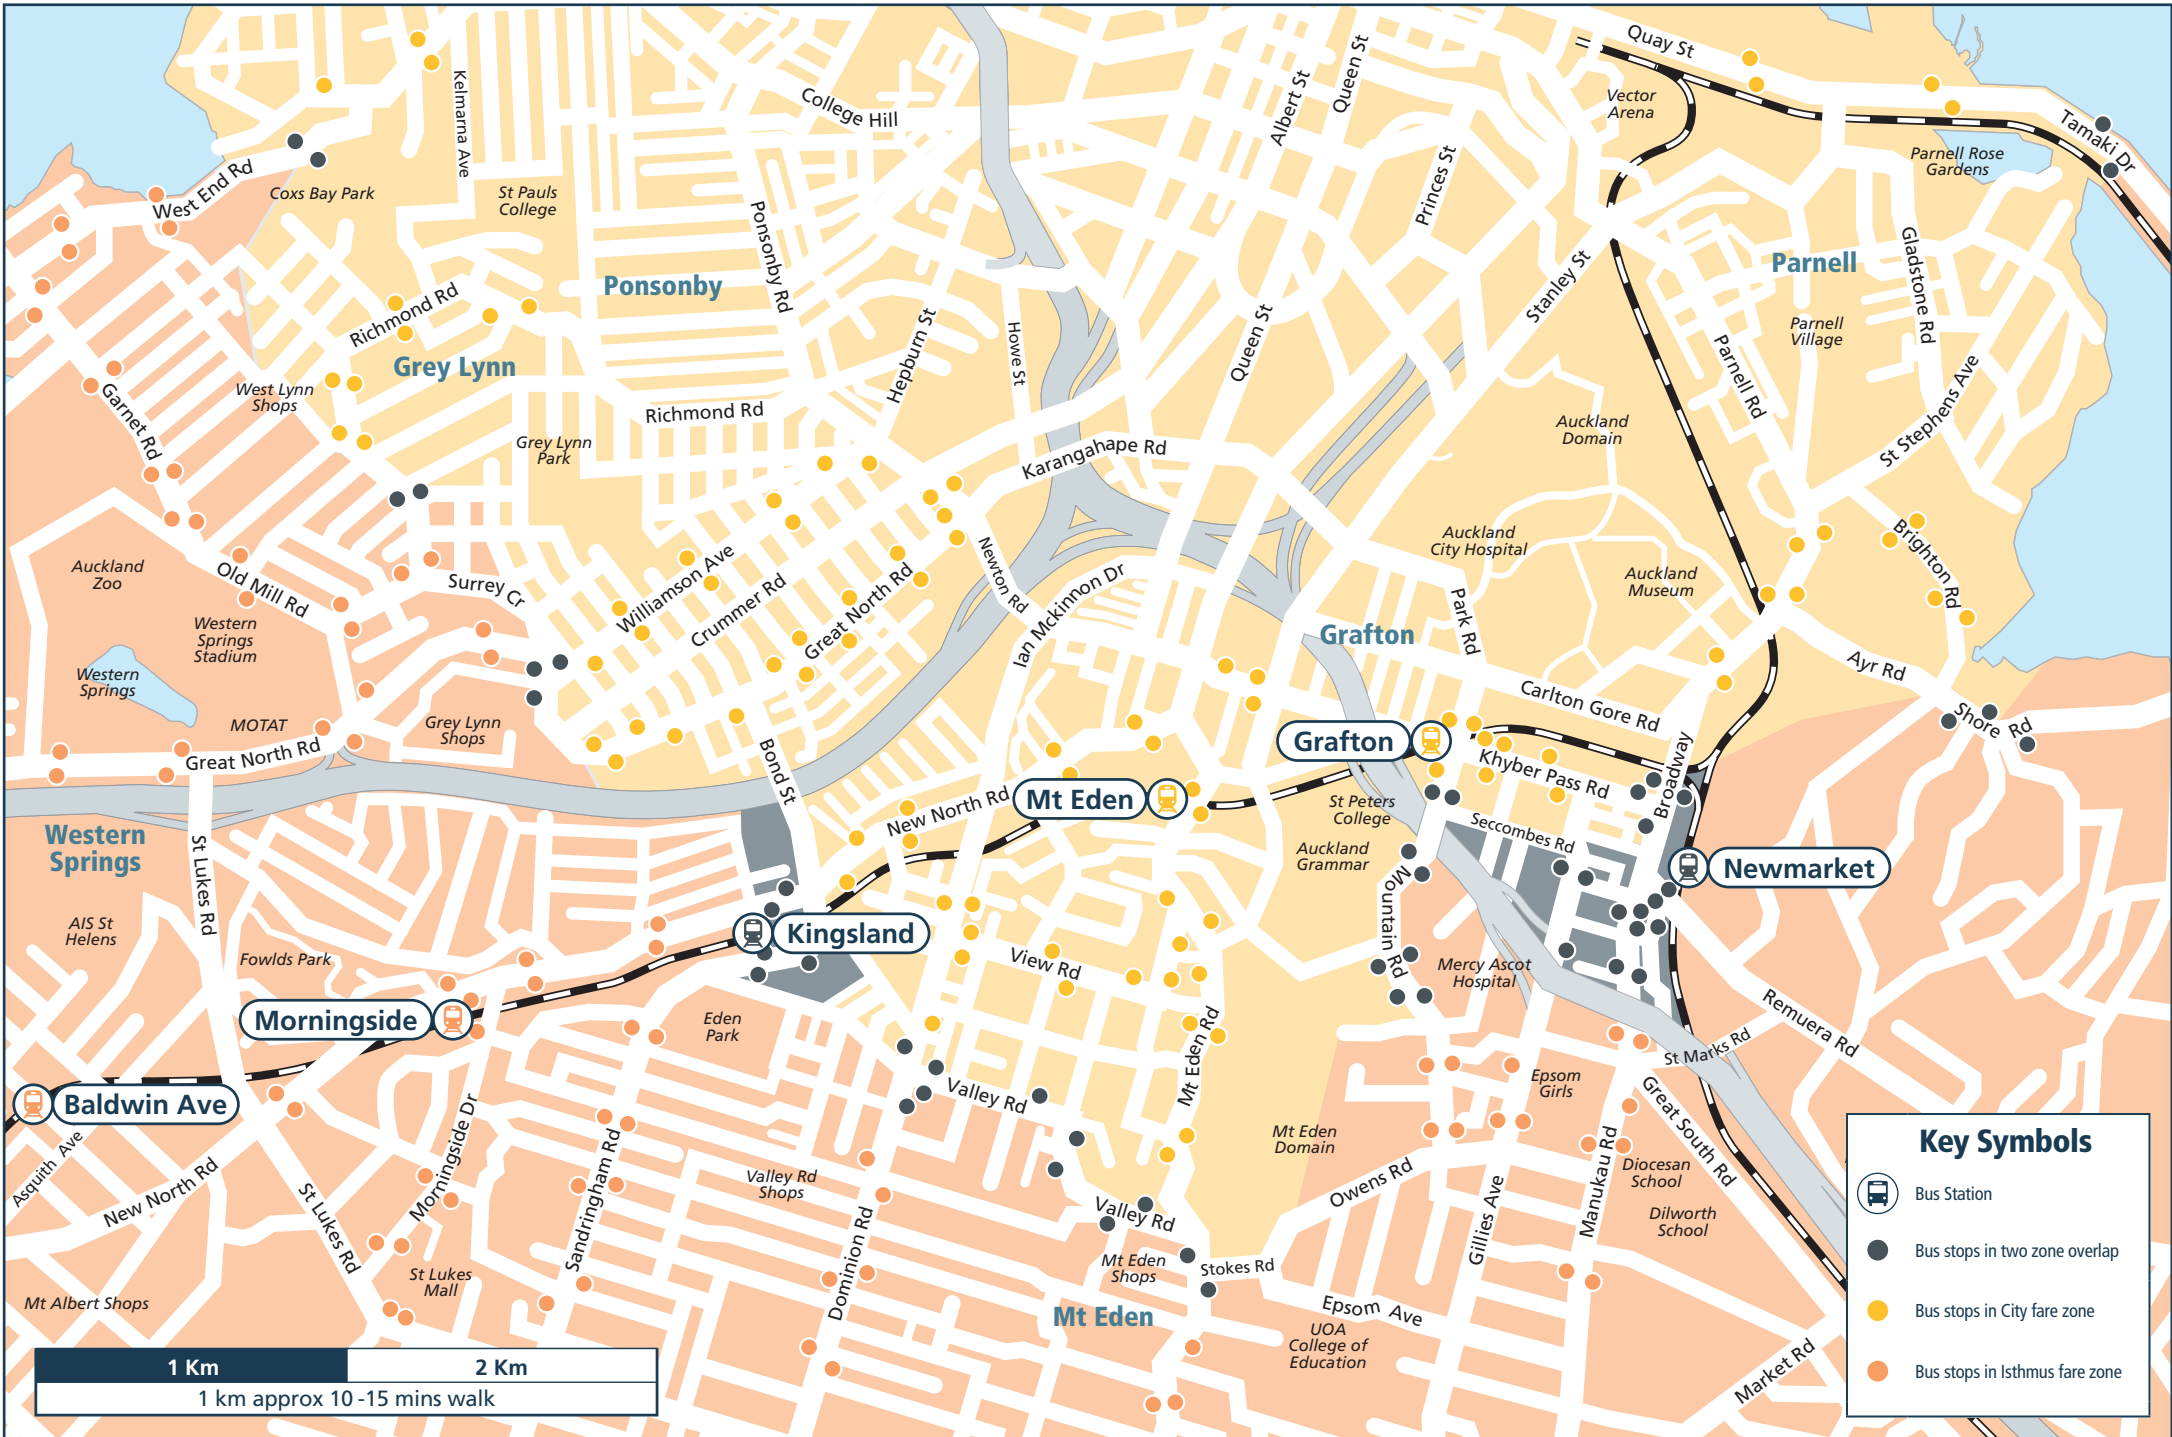 Quay St
Kelmarna Ave
College Hill
Albert St
Queen St
Vector
Arena
Tamaki Dr
Parnell Rose
Gardens
West End Rd
Coxs Bay Park
St Pauls
College
Princes St
Ponsonby Rd
Parnell
Gladstone Rd
Ponsonby
Stanley St
Richmond Rd
Hepburn St
Howe St
Queen St
Parnell
Village
Parnell Rd
Grey Lynn
West Lynn
Shops
Garnet Rd
Richmond Rd
St Stephens Ave
Auckland
Domain
Grey Lynn
Park
Karangahape Rd
Auckland
City Hospital
Brighton Rd
Auckland
Zoo
Old Mill Rd
Surrey Cr
Williamson Ave
Crummer Rd
Great North Rd
Newton Rd
Ian Mckinnon Dr
Auckland
Museum
Park Rd
Grafton
Western
Springs
Stadium
Ayr Rd
Western
Springs
Carlton Gore Rd
Shore Rd
MOTAT
Grey Lynn
Shops
Great North Rd
Bond St
Grafton
Khyber Pass Rd
Broadway
New North Rd
Mt Eden
St Peters
College
Seccombes Rd
Western
Springs
St Lukes Rd
Auckland
Grammar
Mountain Rd
Newmarket
AIS St
Helens
Fowlds Park
Kingsland
View Rd
Mercy Ascot
Hospital
Morningside
Eden
Park
Mt Eden Rd
Remuera Rd
St Marks Rd
Baldwin Ave
Valley Rd
Epsom
Girls
Great South Rd
Asquith Ave
New North Rd
Morningside Dr
St Lukes Rd
Sandringham Rd
Valley Rd
Shops
Dominion Rd
Mt Eden
Domain
Owens Rd
Gillies Ave
Manukau Rd
Diocesan
School
Dilworth
School
Valley Rd
Mt Eden
Shops
Stokes Rd
St Lukes
Mall
Mt Albert Shops
Mt Eden
Epsom Ave
UOA
College of
Education
Market Rd
1 Km
2 Km
1 km approx 10 -15 mins walk
Key Symbols
Bus Station
Bus stops in two zone overlap
Bus stops in City fare zone
Bus stops in Isthmus fare zone